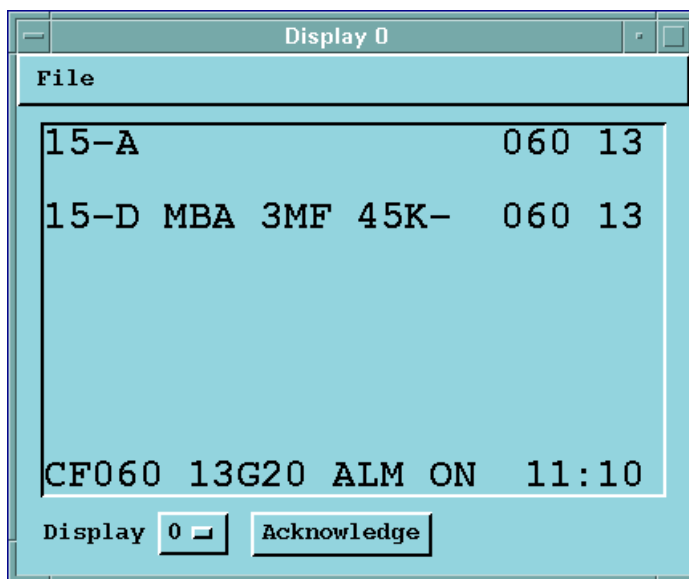 Display 0
File
15-A 060 13
15-D MBA 3MF 45K- 060 13
CF060 13G20 ALM ON 11:10
Display 0 Acknowledge